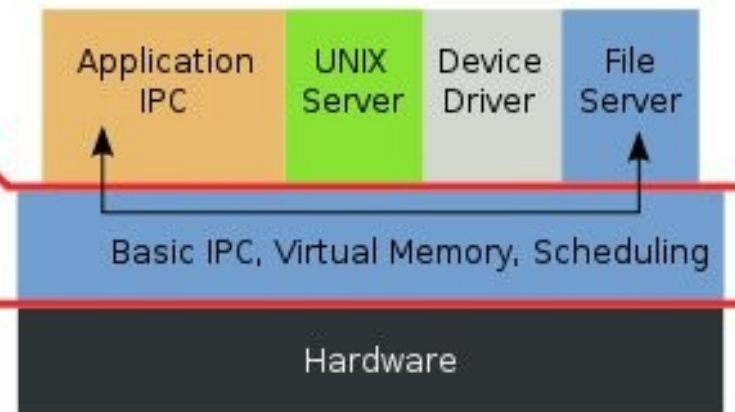 Application
IPC
UNIX
Server
Device
Driver
File
Server
Basic IPC, Virtual Memory, Scheduling
Hardware